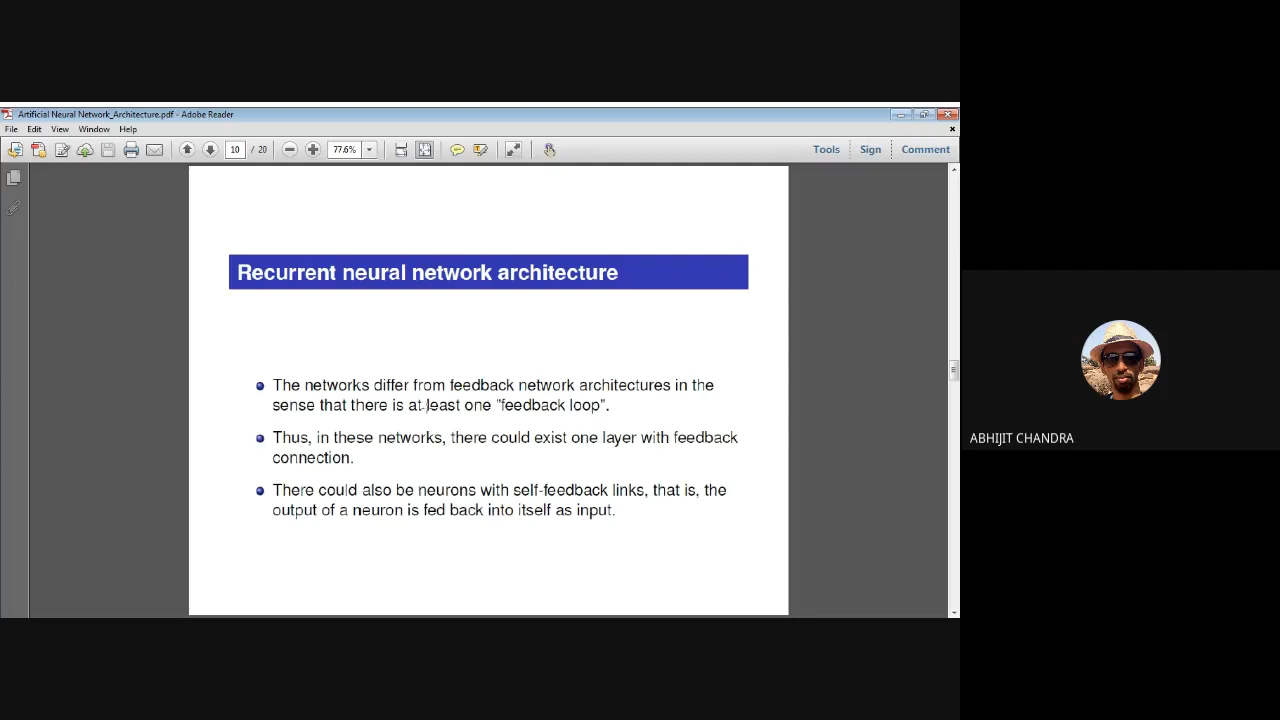 Artificial Neural Network_Architecture.pdf - Adobe Reader
File Edit View Window Help
10 / 20 77.6% Tools Sign Comment
Recurrent neural network architecture
The networks differ from feedback network architectures in the
sense that there is at least one "feedback loop".
Thus, in these networks, there could exist one layer with feedback
connection.
There could also be neurons with self-feedback links, that is, the
output of a neuron is fed back into itself as input.
ABHIJIT CHANDRA